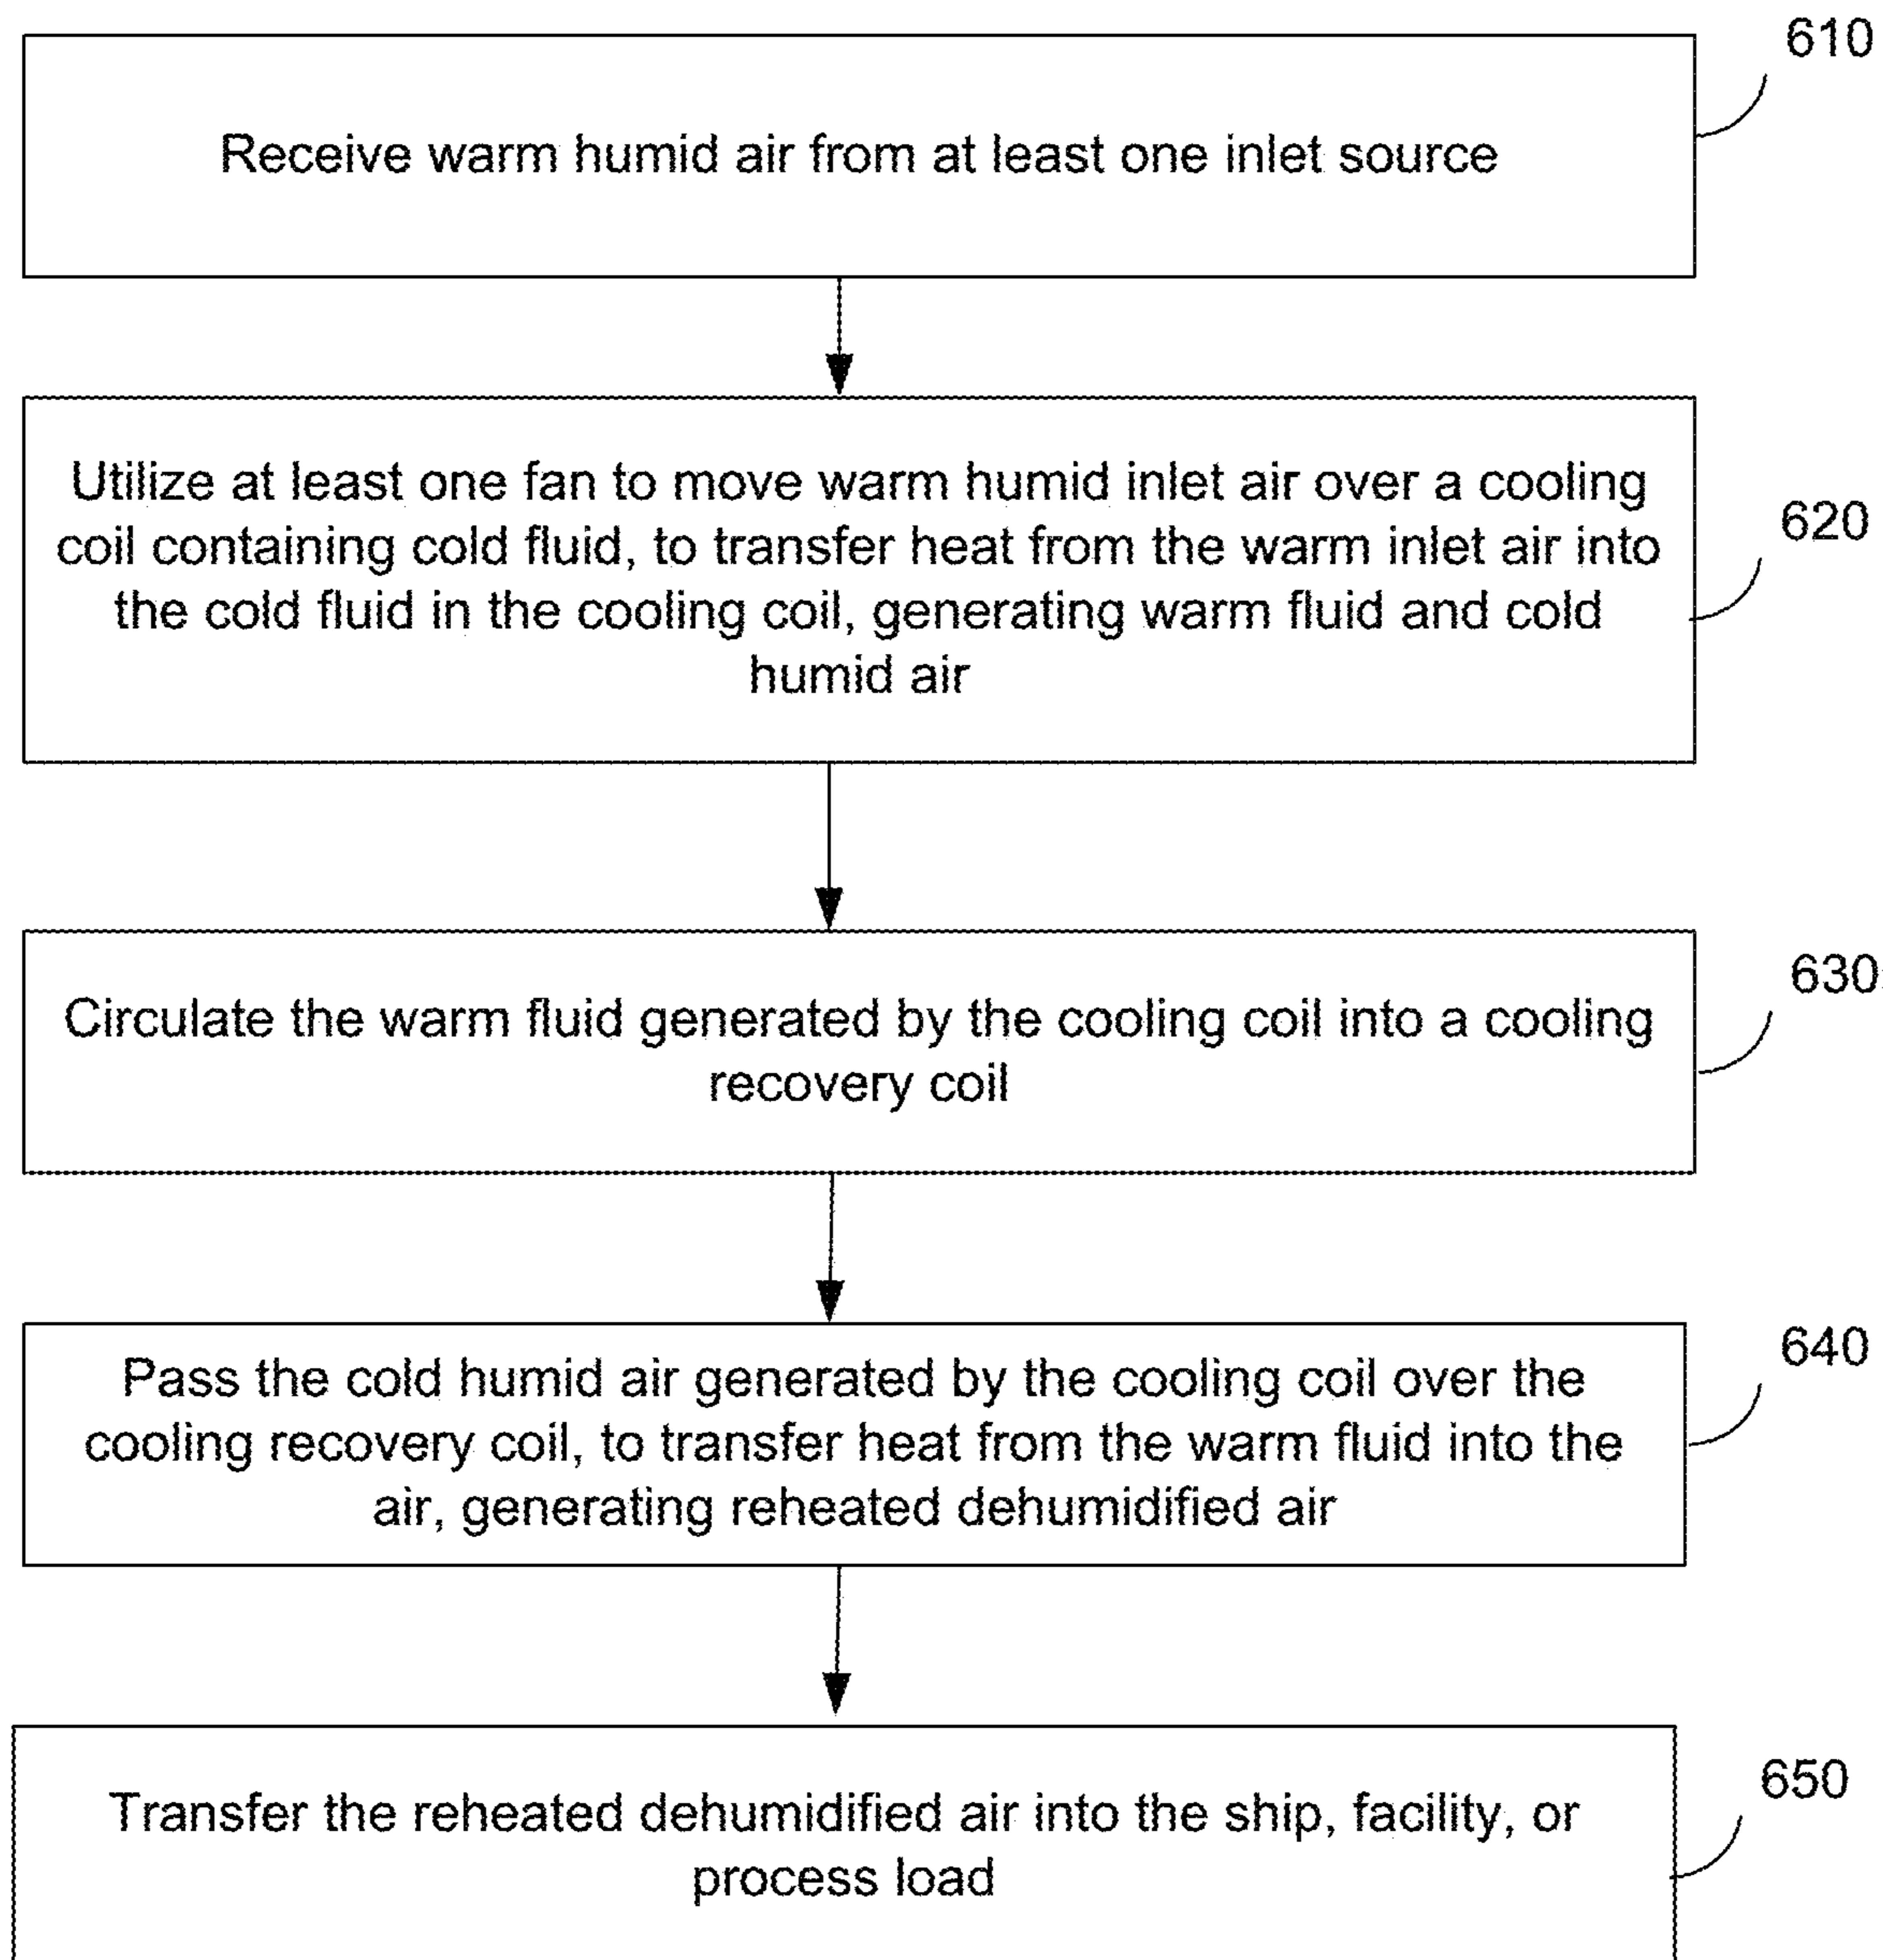 610
Receive warm humid air from at least one inlet source
Utilize at least one fan to move warm humid inlet air over a cooling
coil containing cold fluid, to transfer heat from the warm inlet air into
the cold fluid in the cooling coil, generating warm fluid and cold
humid air
620
630
Circulate the warm fluid generated by the cooling coil into a cooling
recovery coil
640
Pass the cold humid air generated by the cooling coil over the
cooling recovery coil, to transfer heat from the warm fluid into the
air, generating reheated dehumidified air
650
Transfer the reheated dehumidified air into the ship, facility, or
process load